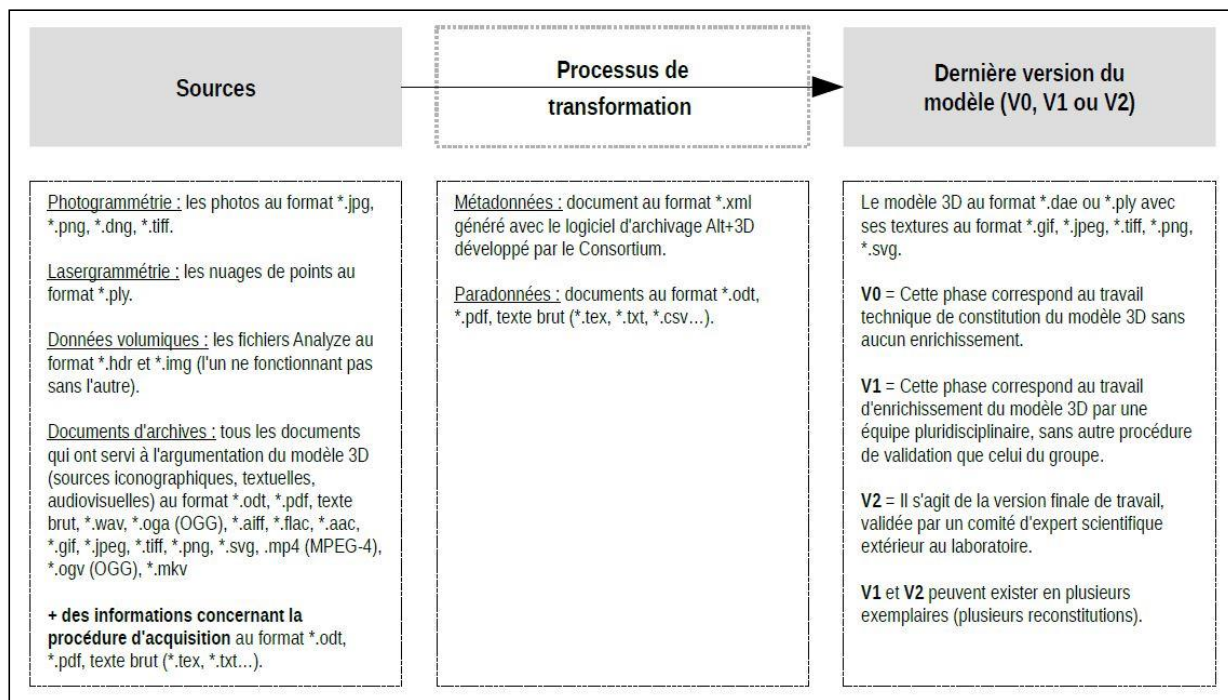 Sources
Processus de
transformation
Dernière version du
modèle (V0, V1 ou V2)
Photogrammétrie : les photos au format *.jpg,
*.png, *.dng, *.tiff.
Lasergrammétrie : les nuages de points au
format *.ply.
Données volumiques : les fichiers Analyze au
format *.hdr et *.img (l'un ne fonctionnant pas
sans l'autre).
Documents d'archives : tous les documents
qui ont servi à l'argumentation du modèle 3D
(sources iconographiques, textuelles,
audiovisuelles) au format *.odt, *.pdf, texte
brut, *.wav, *.oga (OGG), *.aiff, *.flac, *.aac,
*.gif, *.jpeg, *.tiff, *.png, *.svg, .mp4 (MPEG-4),
*.ogv (OGG), *.mkv
+ des informations concernant la
procédure d'acquisition au format *.odt,
*.pdf, texte brut (*.tex, *.txt…).
Métadonnées : document au format *.xml
généré avec le logiciel d'archivage Alt+3D
développé par le Consortium.
Paradonnées : documents au format *.odt,
*.pdf, texte brut (*.tex, *.txt, *.csv…).
Le modèle 3D au format *.dae ou *.ply avec
ses textures au format *.gif, *.jpeg, *.tiff, *.png,
*.svg.
V0 = Cette phase correspond au travail
technique de constitution du modèle 3D sans
aucun enrichissement.
V1 = Cette phase correspond au travail
d'enrichissement du modèle 3D par une
équipe pluridisciplinaire, sans autre procédure
de validation que celui du groupe.
V2 = Il s'agit de la version finale de travail,
validée par un comité d'expert scientifique
extérieur au laboratoire.
V1 et V2 peuvent exister en plusieurs
exemplaires (plusieurs reconstitutions).